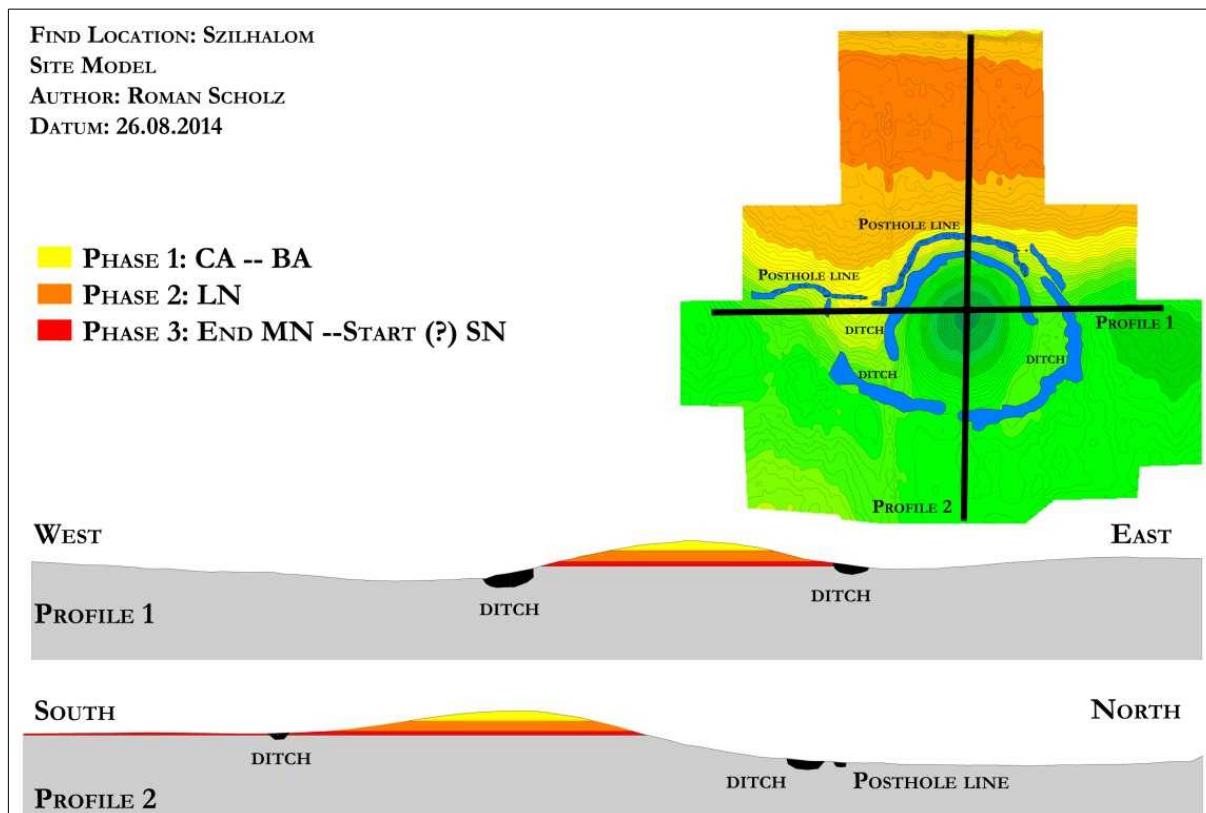 Find Location: Szilhalom
Site Model
Author: Roman Scholz
Datum: 26.08.2014
Phase 1: CA -- BA
Phase 2: LN
Phase 3: End MN --Start (?) SN
Posthole line
Posthole line
ditch
Profile 1
ditch
ditch
Profile 2
West
East
ditch
ditch
Profile 1
South
North
ditch
ditch
Posthole line
Profile 2